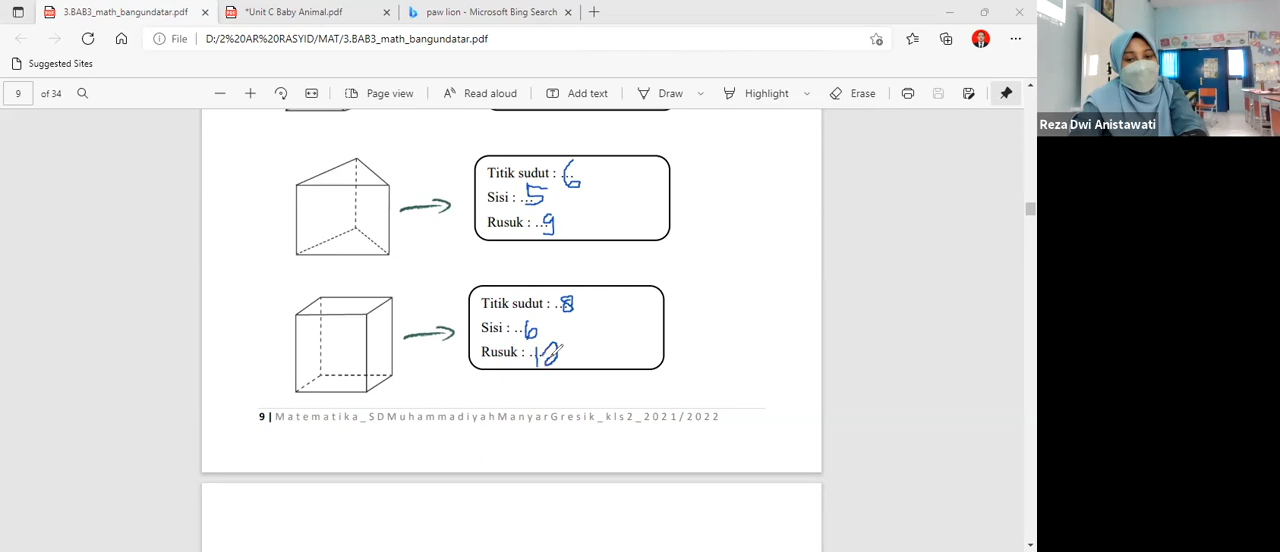 3.BAB3_math_bangundatar.pdf
*Unit C Baby Animal.pdf
paw lion - Microsoft Bing Search
File
D:/2%20AR%20RASYID/MAT/3.BAB3_math_bangundatar.pdf
Suggested Sites
9 of 34
Page view
Read aloud
Add text
Draw
Highlight
Erase
Reza Dwi Anistawati
Titik sudut : ... 6
Sisi : ... 5
Rusuk : ... 9
Titik sudut : ... 8
Sisi : ... 6
Rusuk : ...
9 | Matematika_SDMuhammadiyahManyarGresik_kls2_2021/2022